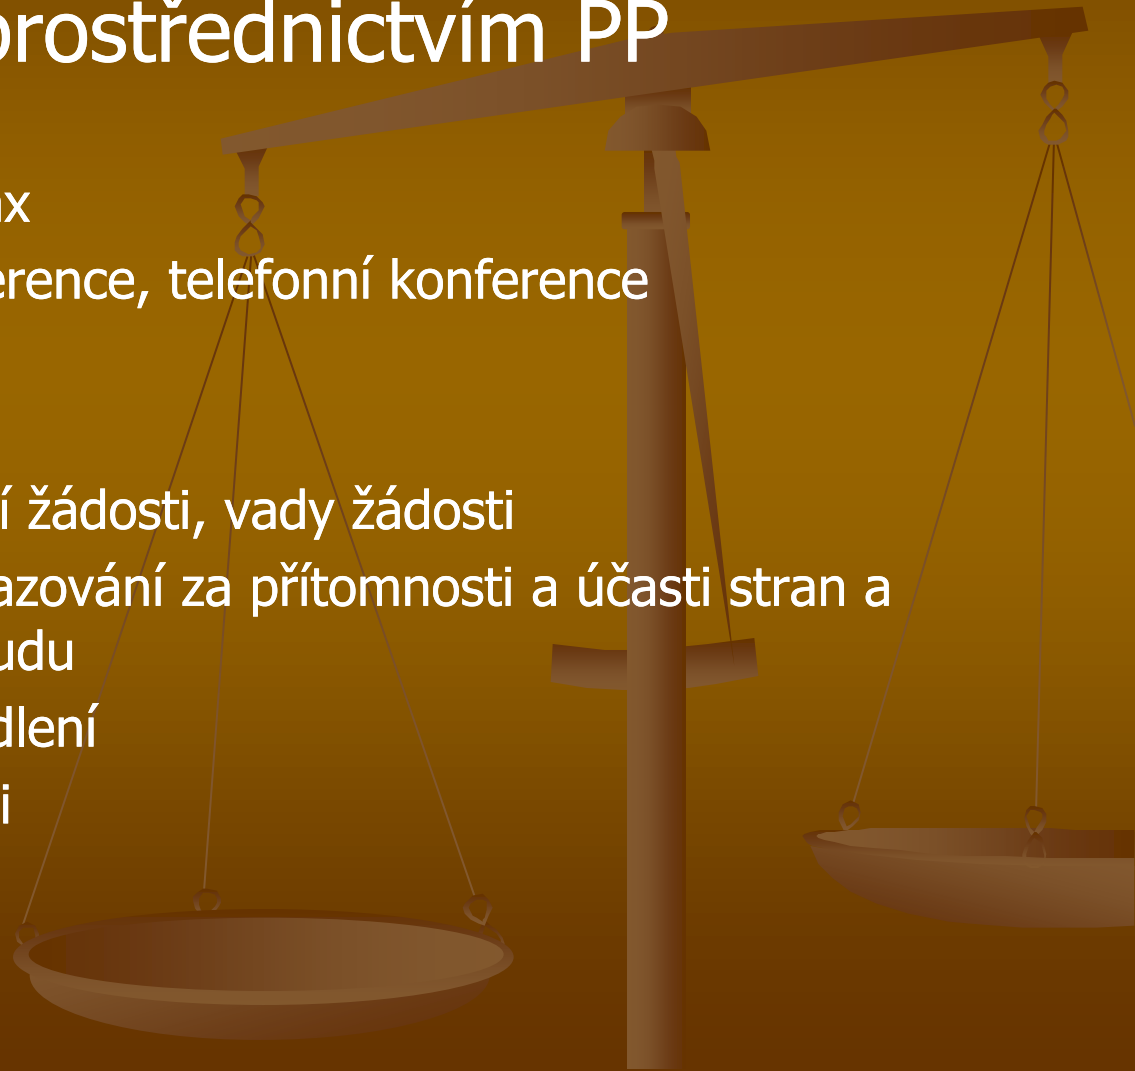 prostřednictvím PP
ax
erence, telefonní konference
í žádosti, vady žádosti
azování za přítomnosti a účasti stran a
udu
dlení
i